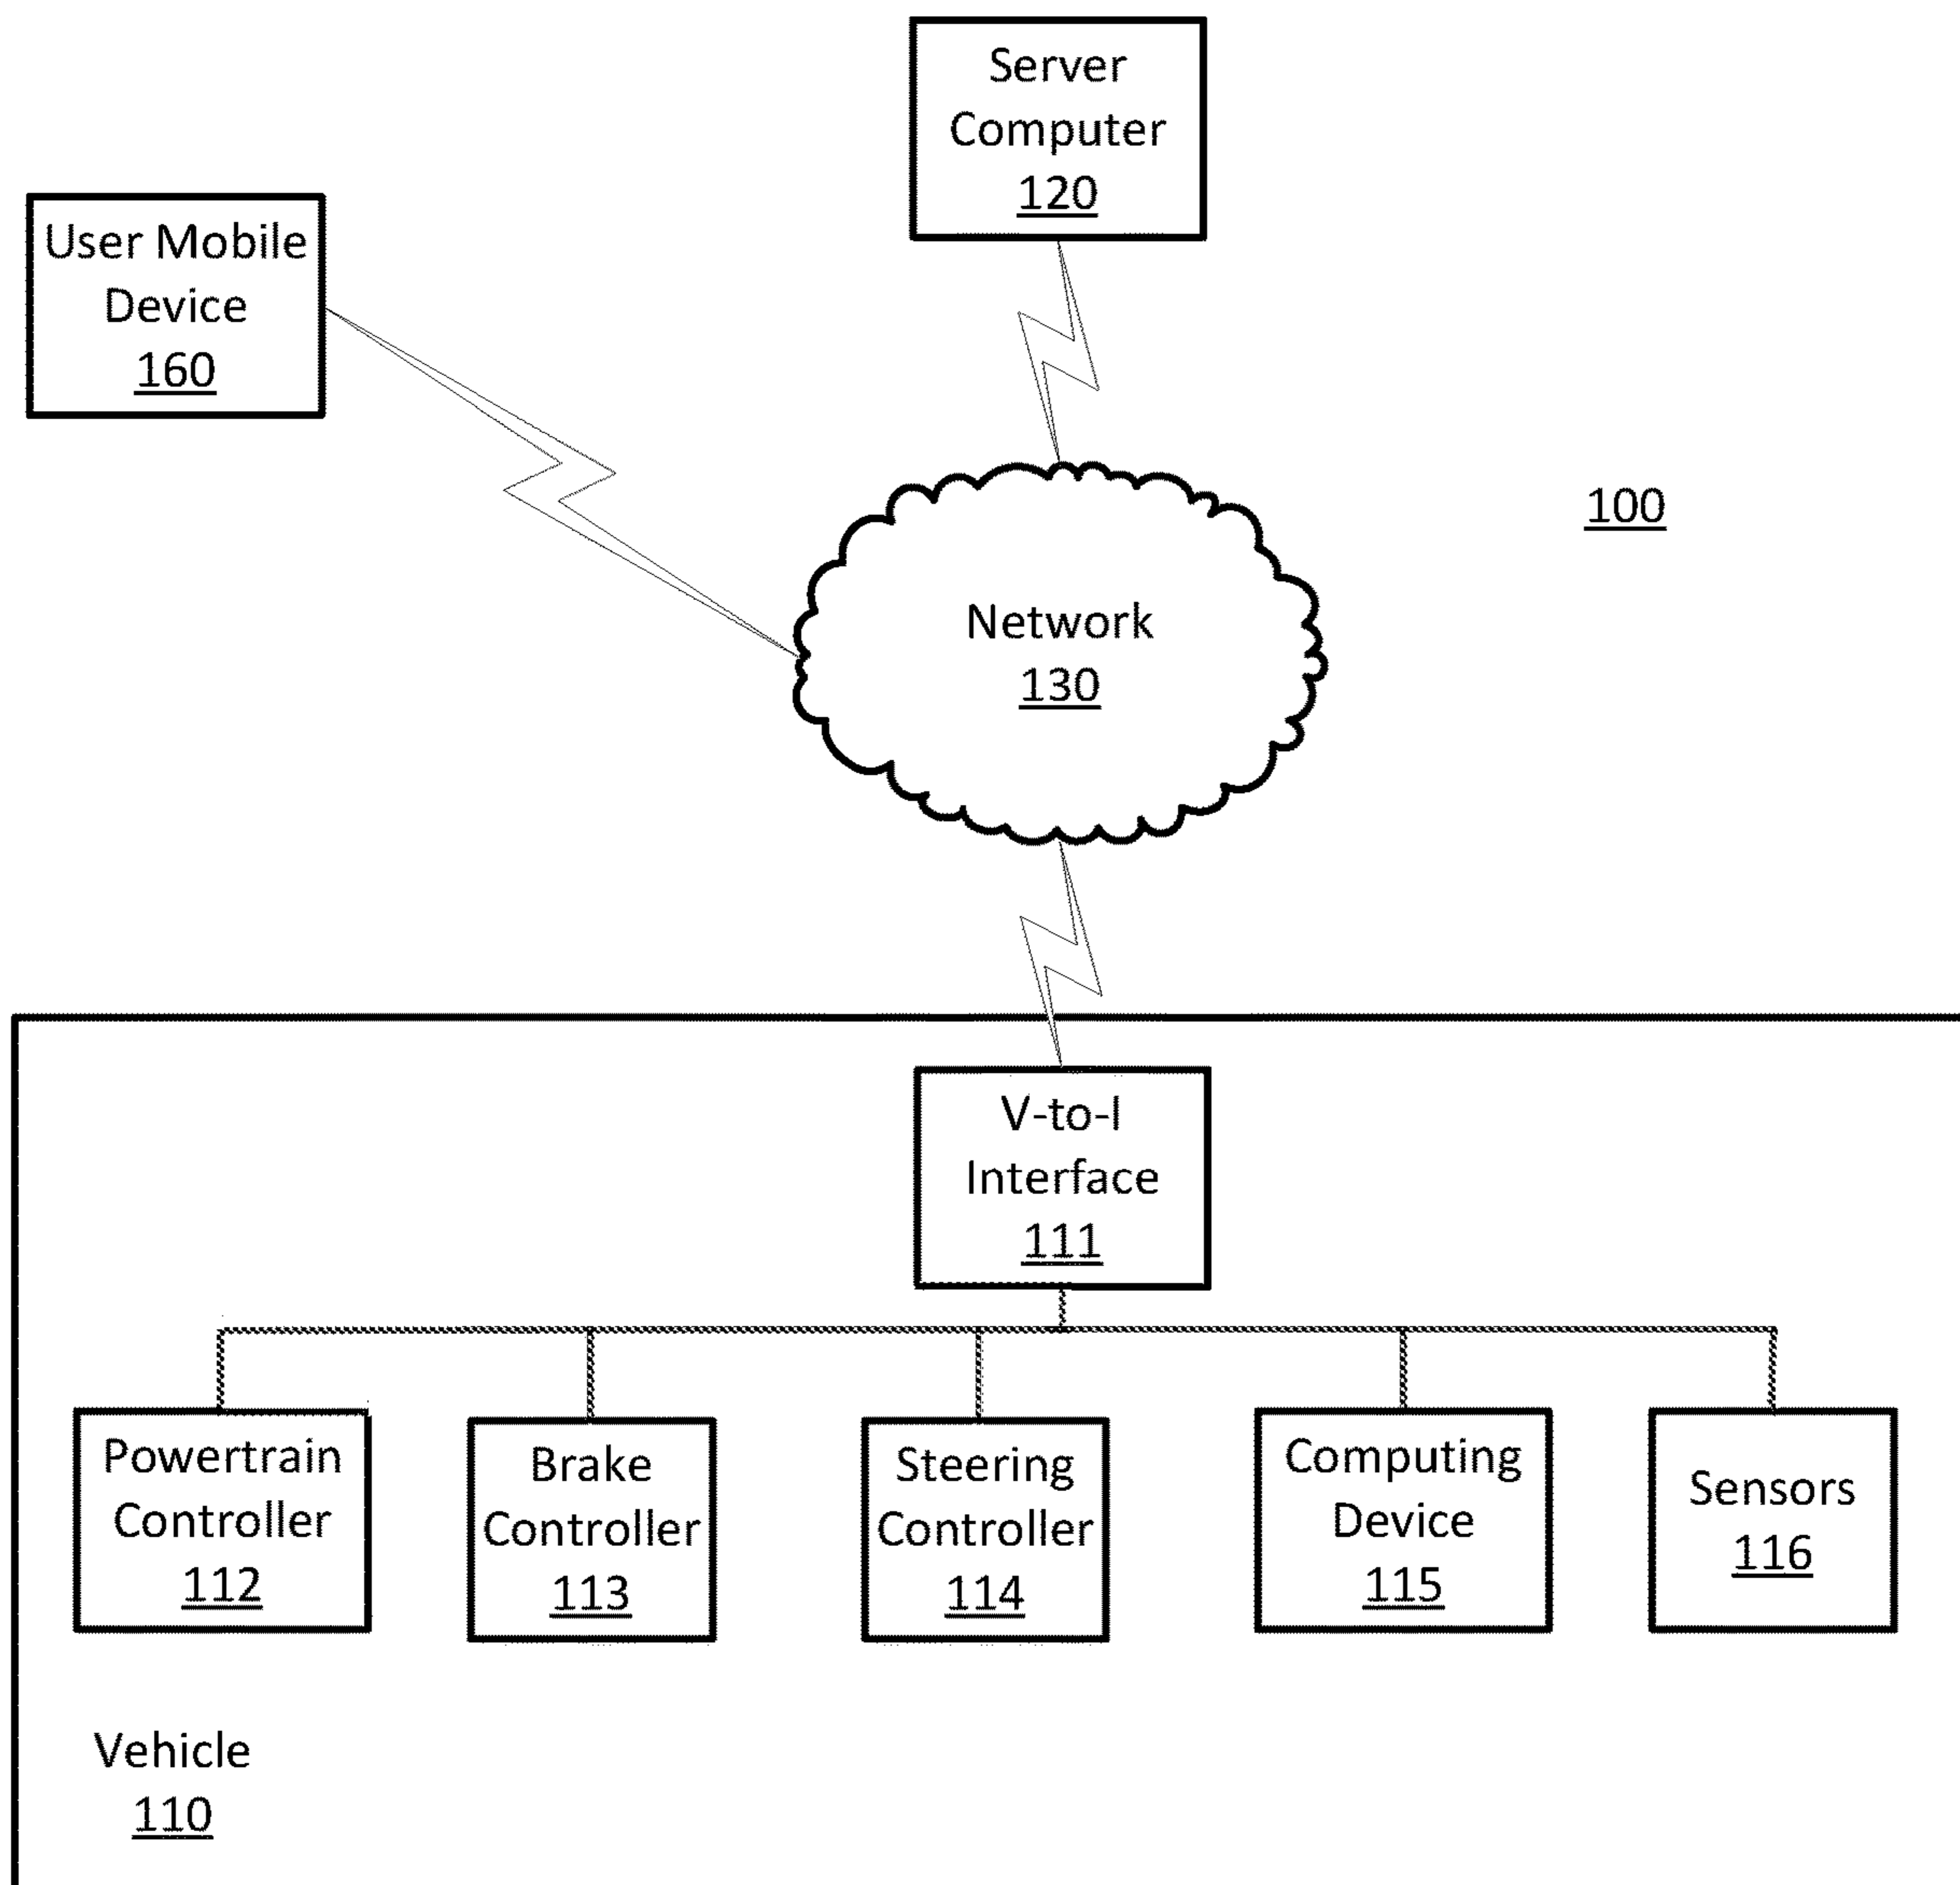 Server
Computer
120
User Mobile
Device
160
100
Network
130
V-to-I
Interface
111
Powertrain
Controller
112
Brake
Controller
113
Steering
Controller
114
Computing
Device
115
Sensors
116
Vehicle
110